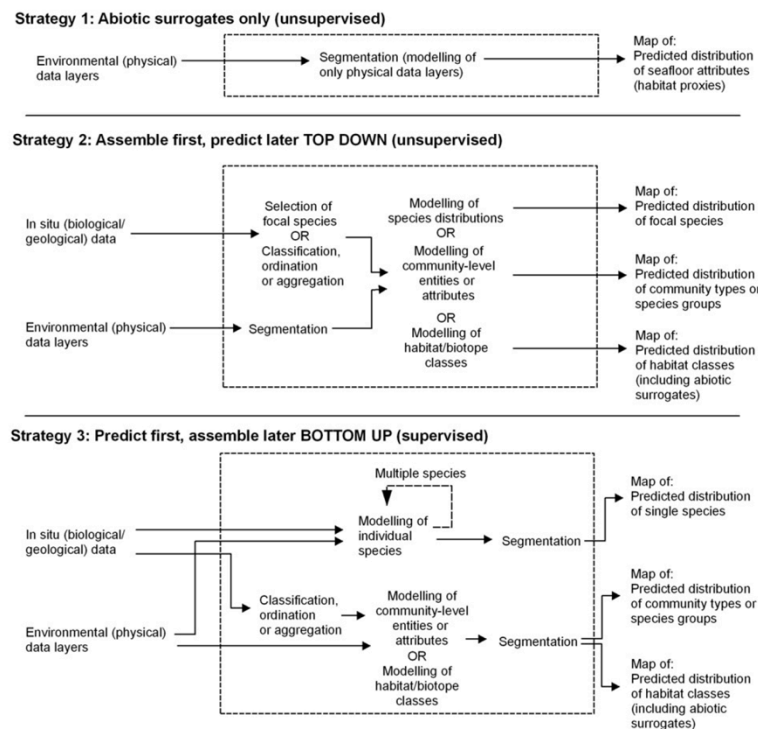 Strategy 1: Abiotic surrogates only (unsupervised)
Environmental (physical)
data layers
Segmentation (modelling of
only physical data layers)
Map of:
Predicted distribution
of seafloor attributes
(habitat proxies)
Strategy 2: Assemble first, predict later TOP DOWN (unsupervised)
In situ (biological/
geological) data
Environmental (physical)
data layers
Selection of
focal species
OR
Classification,
ordination
or aggregation
Segmentation
Modelling of
species distributions
OR
Modelling of
community-level
entities or
attributes
OR
Modelling of
habitat/biotope
classes
Map of:
Predicted distribution
of focal species
Map of:
Predicted distribution
of community types or
species groups
Map of:
Predicted distribution
of habitat classes
(including abiotic
surrogates)
Strategy 3: Predict first, assemble later BOTTOM UP (supervised)
In situ (biological/
geological) data
Environmental (physical)
data layers
Multiple species
Modelling of
individual
species
Segmentation
Classification,
ordination
or aggregation
Modelling of
community-level
entities or
attributes
OR
Modelling of
habitat/biotope
classes
Segmentation
Map of:
Predicted distribution
of single species
Map of:
Predicted distribution
of community types or
species groups
Map of:
Predicted distribution
of habitat classes
(including abiotic
surrogates)